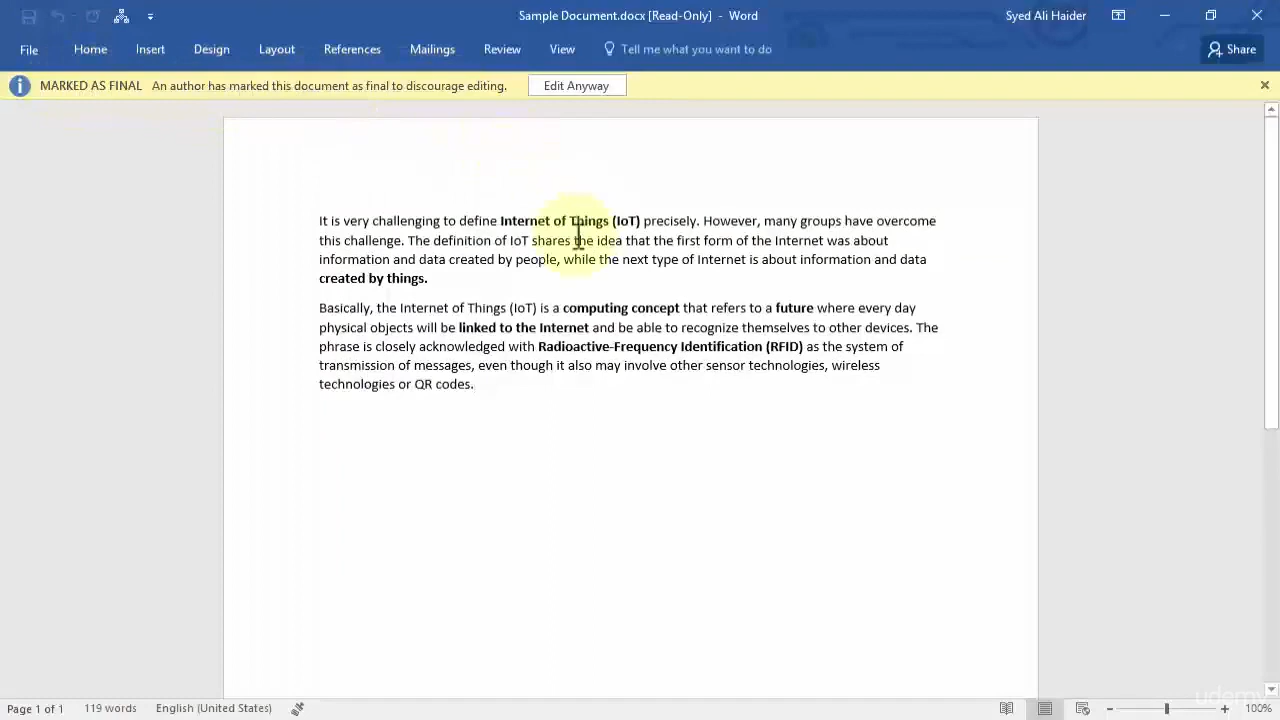 Sample Document.docx [Read-Only] - Word
Syed Ali Haider
File Home Insert Design Layout References Mailings Review View Tell me what you want to do Share
MARKED AS FINAL An author has marked this document as final to discourage editing. Edit Anyway
It is very challenging to define Internet of Things (IoT) precisely. However, many groups have overcome
this challenge. The definition of IoT shares the idea that the first form of the Internet was about
information and data created by people, while the next type of Internet is about information and data
created by things.
Basically, the Internet of Things (IoT) is a computing concept that refers to a future where every day
physical objects will be linked to the Internet and be able to recognize themselves to other devices. The
phrase is closely acknowledged with Radioactive-Frequency Identification (RFID) as the system of
transmission of messages, even though it also may involve other sensor technologies, wireless
technologies or QR codes.
udemy
Page 1 of 1 119 words English (United States) 100%